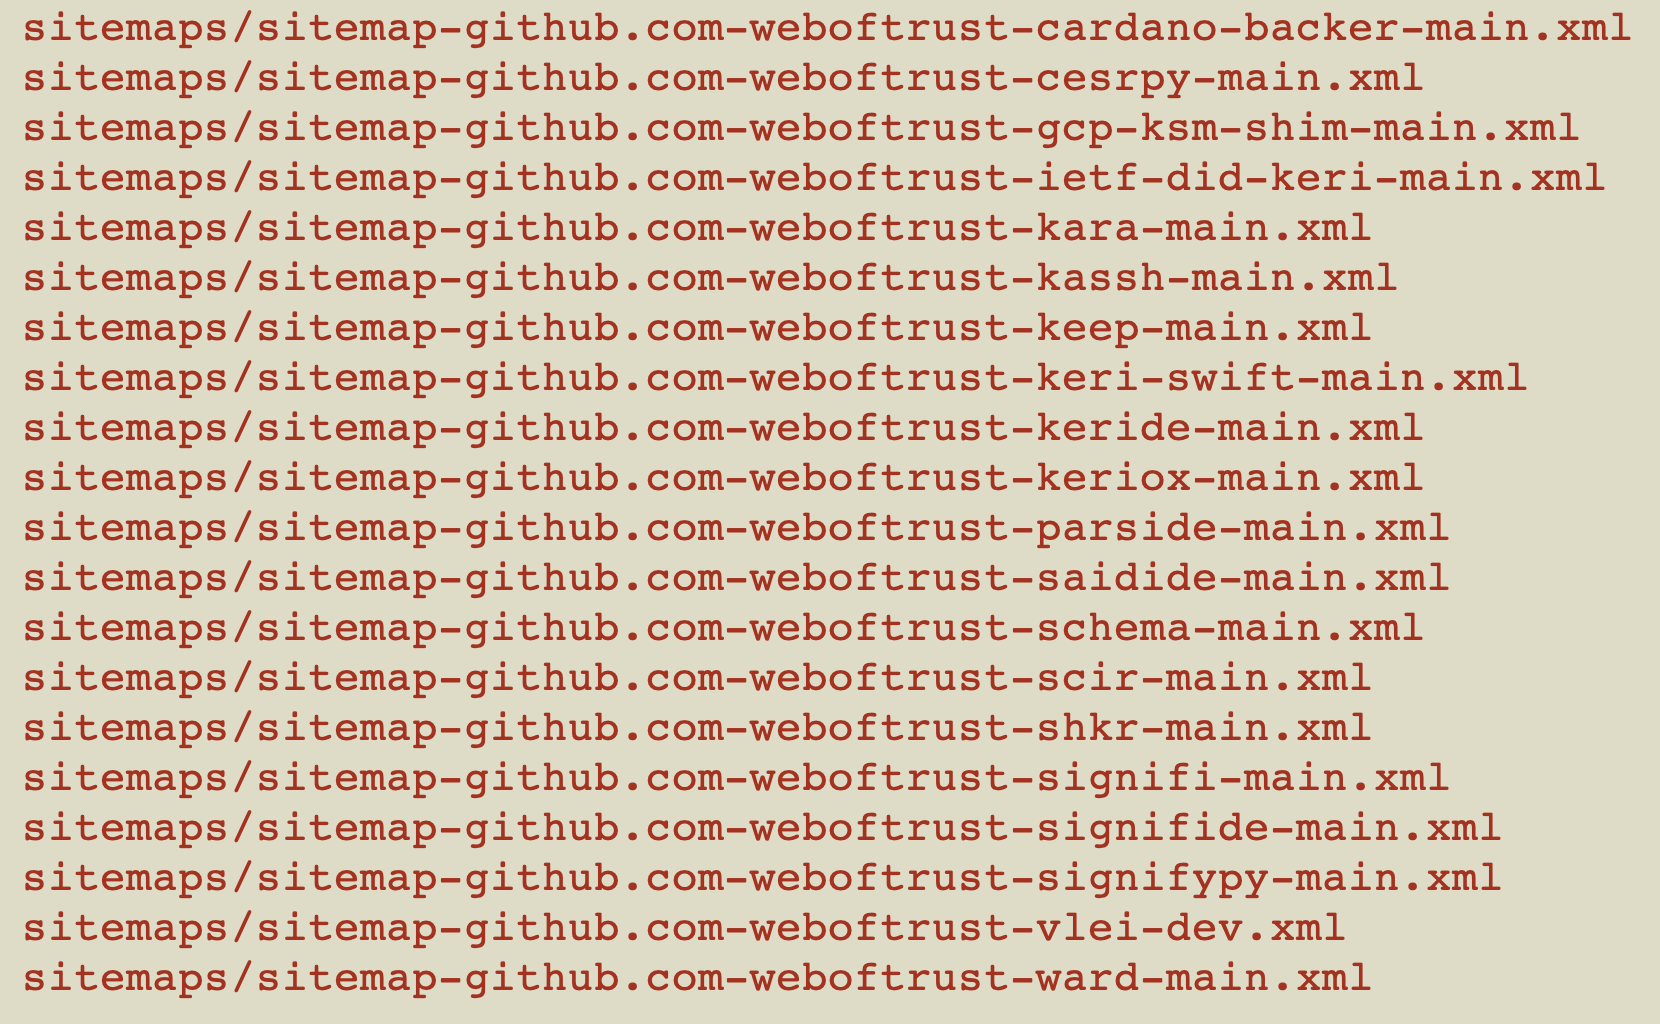 sitemaps/sitemap-github.com-weboftrust-cardano-backer-main.xml
sitemaps/sitemap-github.com-weboftrust-cesrpy-main.xml
sitemaps/sitemap-github.com-weboftrust-gcp-ksm-shim-main.xml
sitemaps/sitemap-github.com-weboftrust-ietf-did-keri-main.xml
sitemaps/sitemap-github.com-weboftrust-kara-main.xml
sitemaps/sitemap-github.com-weboftrust-kassh-main.xml
sitemaps/sitemap-github.com-weboftrust-keep-main.xml
sitemaps/sitemap-github.com-weboftrust-keri-swift-main.xml
sitemaps/sitemap-github.com-weboftrust-keride-main.xml
sitemaps/sitemap-github.com-weboftrust-keriox-main.xml
sitemaps/sitemap-github.com-weboftrust-parside-main.xml
sitemaps/sitemap-github.com-weboftrust-saidide-main.xml
sitemaps/sitemap-github.com-weboftrust-schema-main.xml
sitemaps/sitemap-github.com-weboftrust-scir-main.xml
sitemaps/sitemap-github.com-weboftrust-shkr-main.xml
sitemaps/sitemap-github.com-weboftrust-signifi-main.xml
sitemaps/sitemap-github.com-weboftrust-signifide-main.xml
sitemaps/sitemap-github.com-weboftrust-signifypy-main.xml
sitemaps/sitemap-github.com-weboftrust-vlei-dev.xml
sitemaps/sitemap-github.com-weboftrust-ward-main.xml